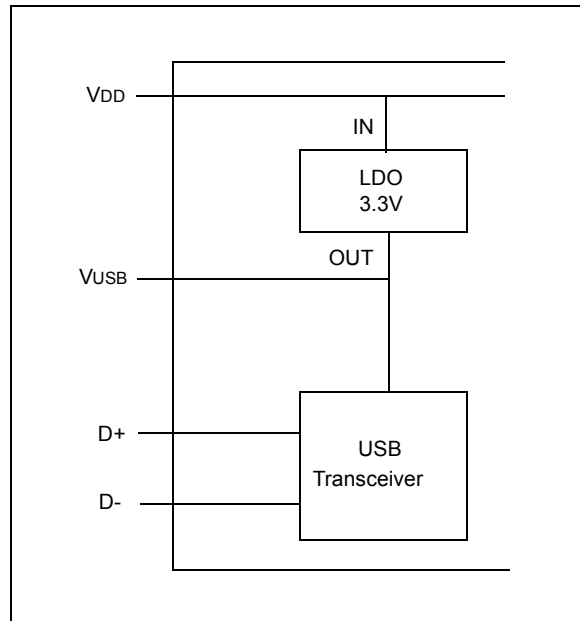 VDD
IN
LDO
3.3V
OUT
VUSB
D+
USB
Transceiver
D-